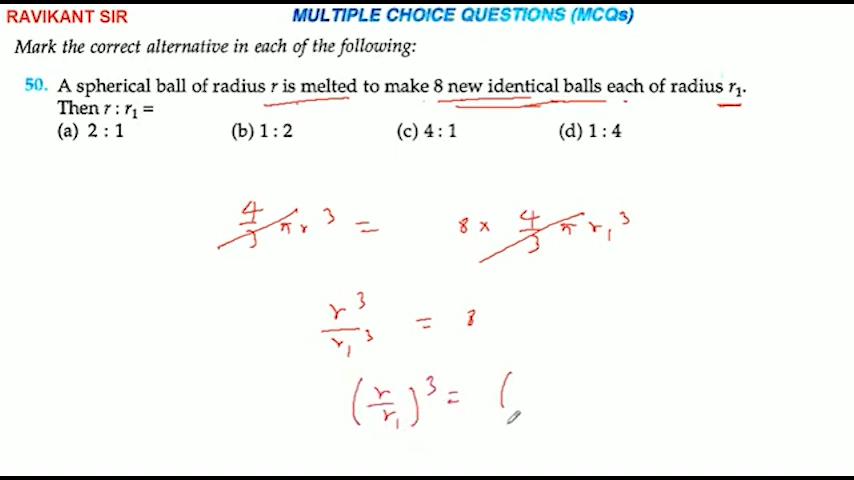 RAVIKANT SIR
MULTIPLE CHOICE QUESTIONS (MCQs)
Mark the correct alternative in each of the following:
50. A spherical ball of radius r is melted to make 8 new identical balls each of radius r₁.
Then r : r₁ =
(a) 2 : 1 (b) 1 : 2 (c) 4 : 1 (d) 1 : 4
4/3 π r³ = 8 × 4/3 π r₁³
r³/r₁³ = 8
(r/r₁)³ = (